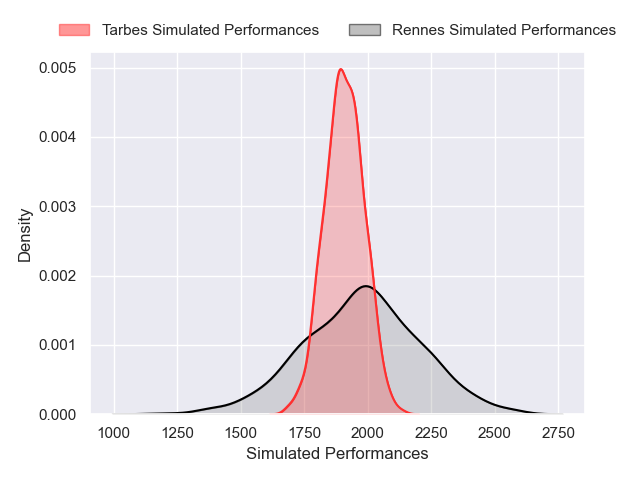 Tarbes Simulated Performances
Rennes Simulated Performances
0.005
0.004
0.003
0.002
0.001
0.000
Density
1000 1250 1500 1750 2000 2250 2500 2750
Simulated Performances